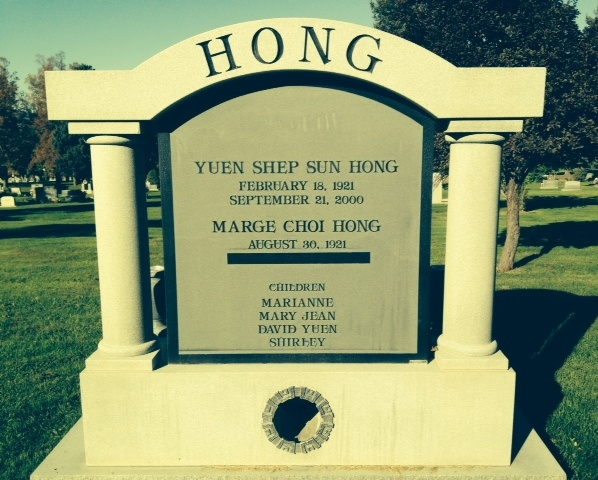 HONG
YUEN SHEP SUN HONG
FEBRUARY 18, 1921
SEPTEMBER 21, 2000
MARGE CHOI HONG
AUGUST 30, 1921
CHILDREN
MARIANNE
MARY JEAN
DAVID YUEN
SHIRLEY